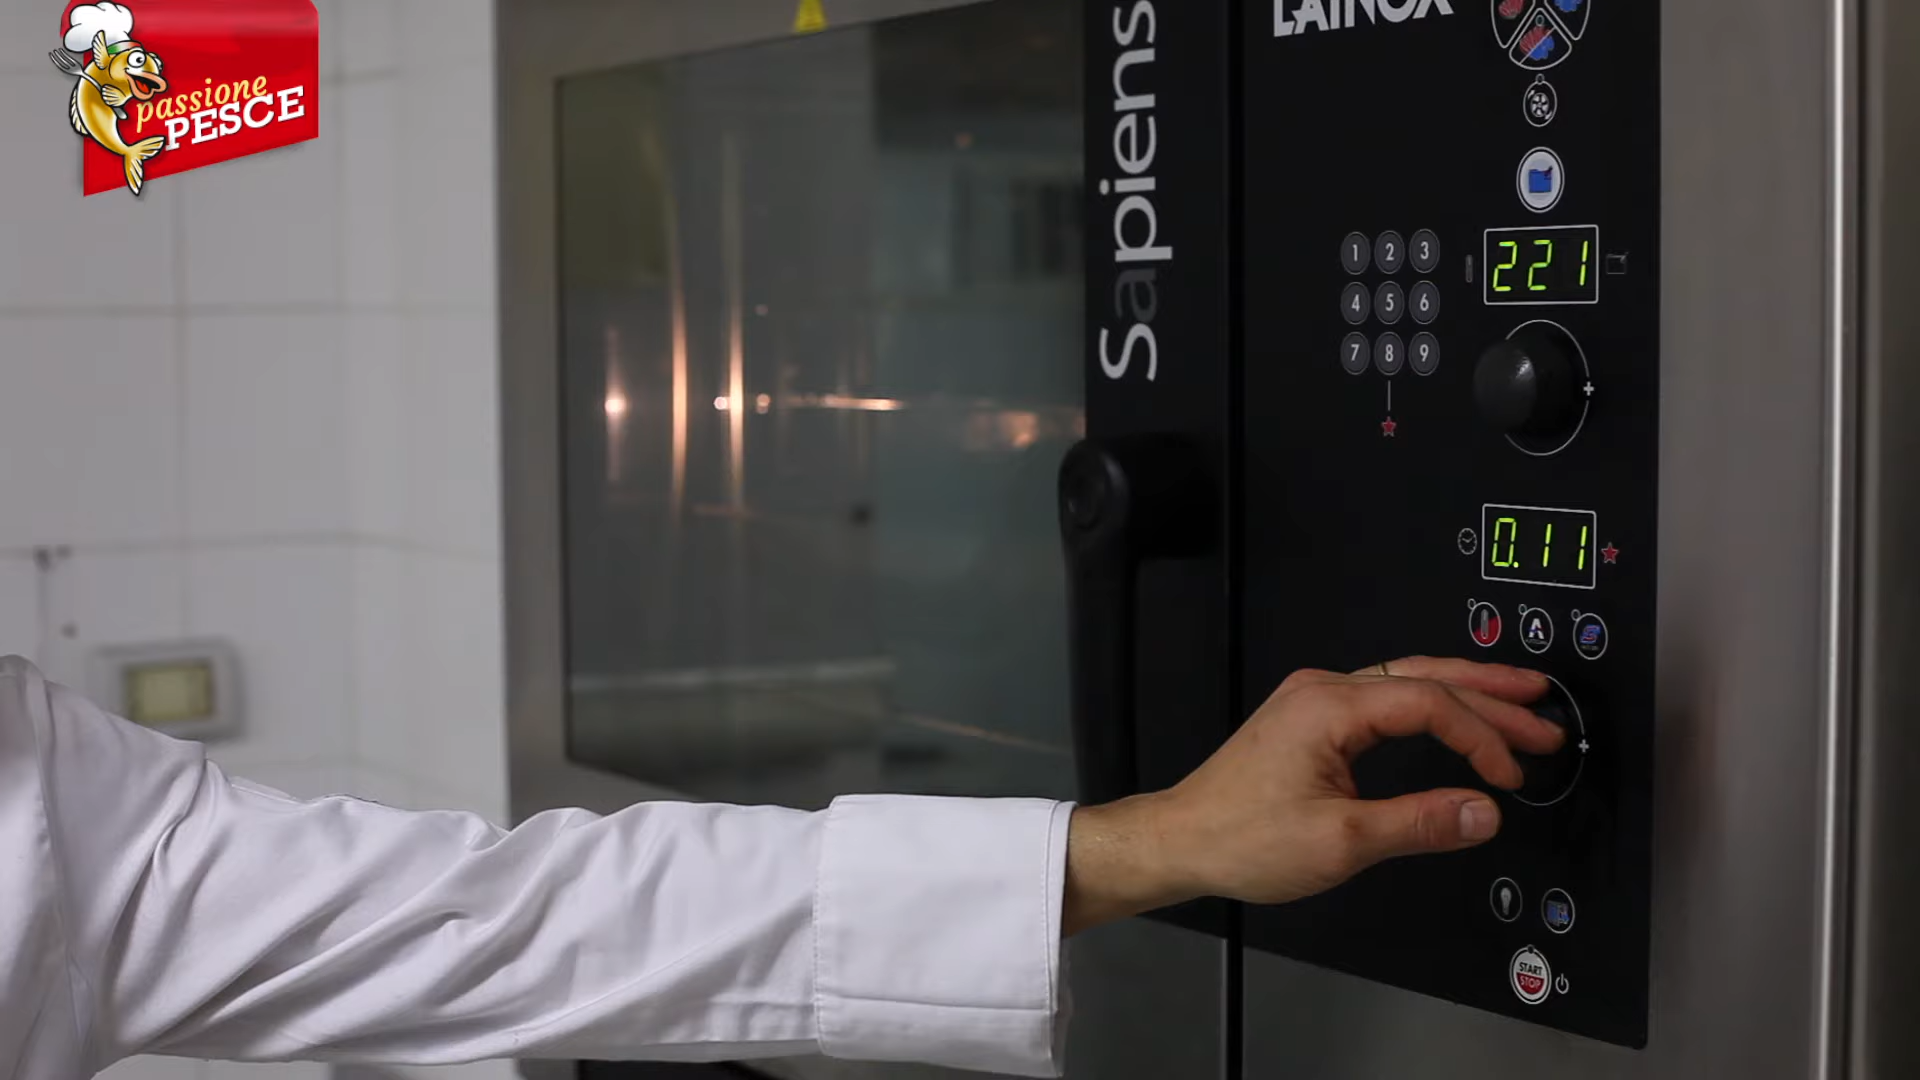 passione
PESCE
LAINOX
Sapiens
221
1 2 3
4 5 6
7 8 9
0.11
A
START
STOP